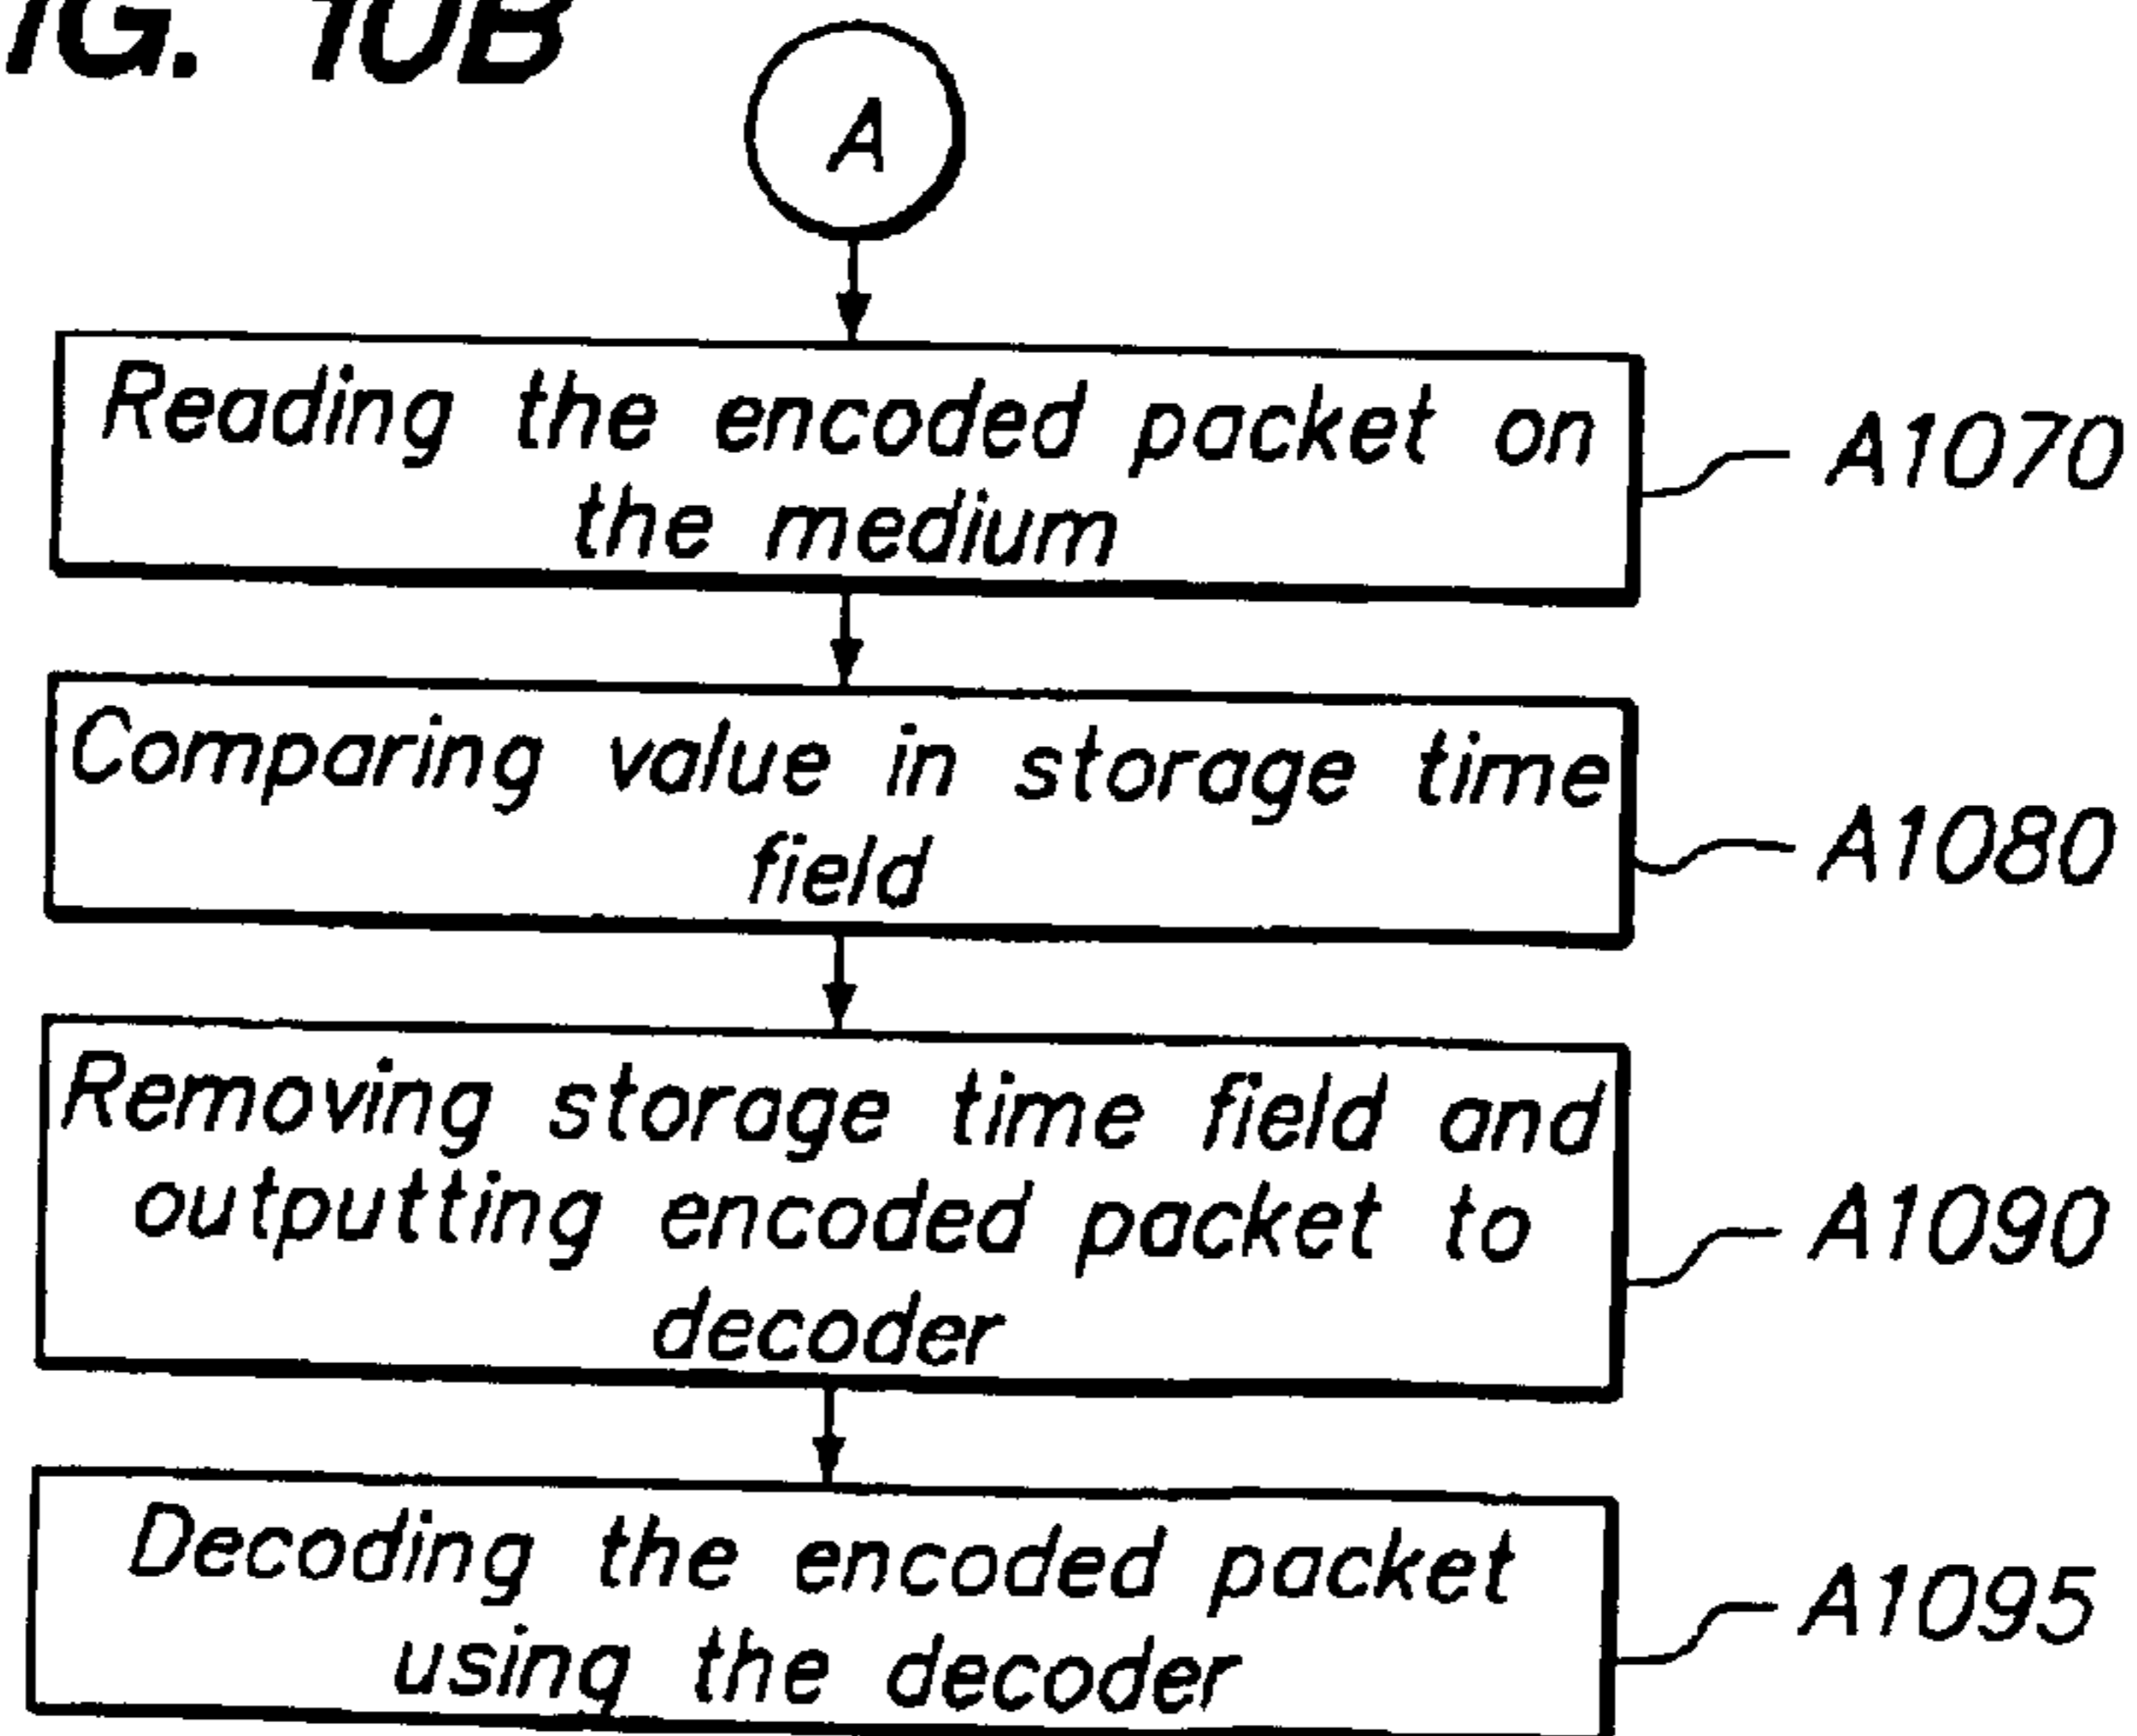 IG. 10B
A
Reading the encoded packet on
the medium
A1070
Comparing value in storage time
field
A1080
Removing storage time field and
outputting encoded packet to
decoder
A1090
Decoding the encoded packet
using the decoder
A1095